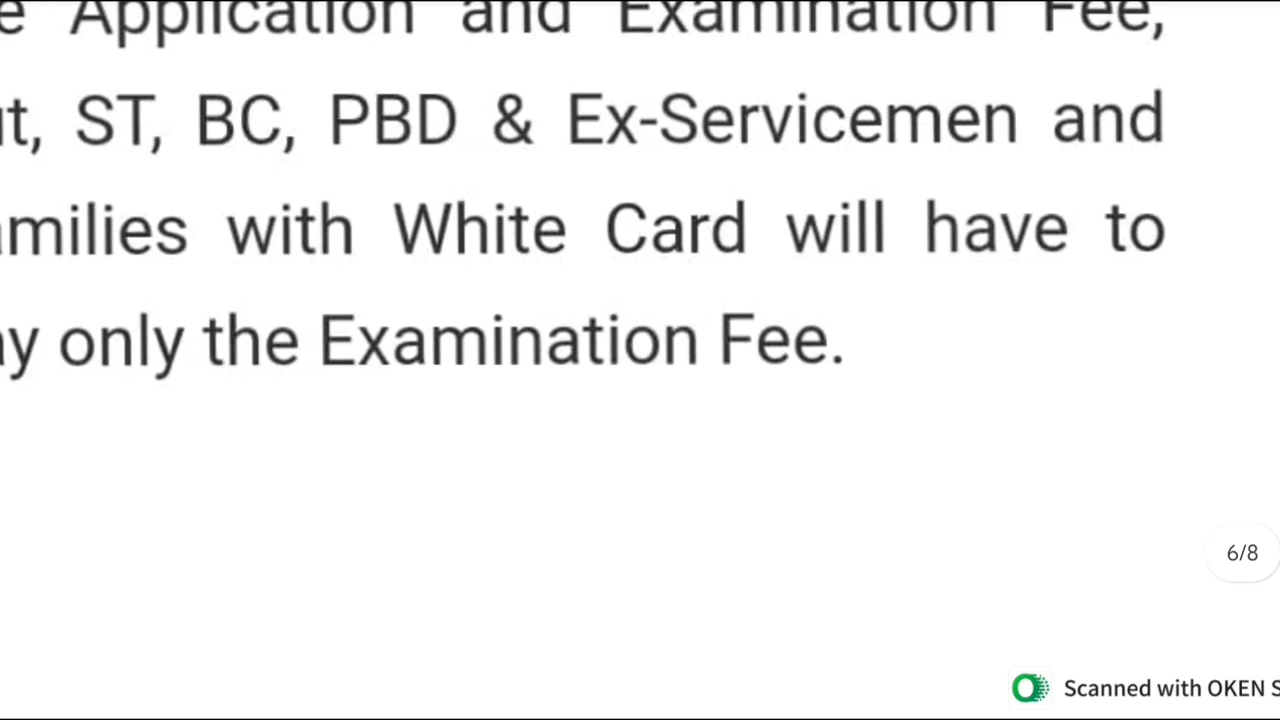 Application and Examination Fee,
ST, BC, PBD & Ex-Servicemen and
with White Card will have to
only the Examination Fee.
6/8
Scanned with OKEN